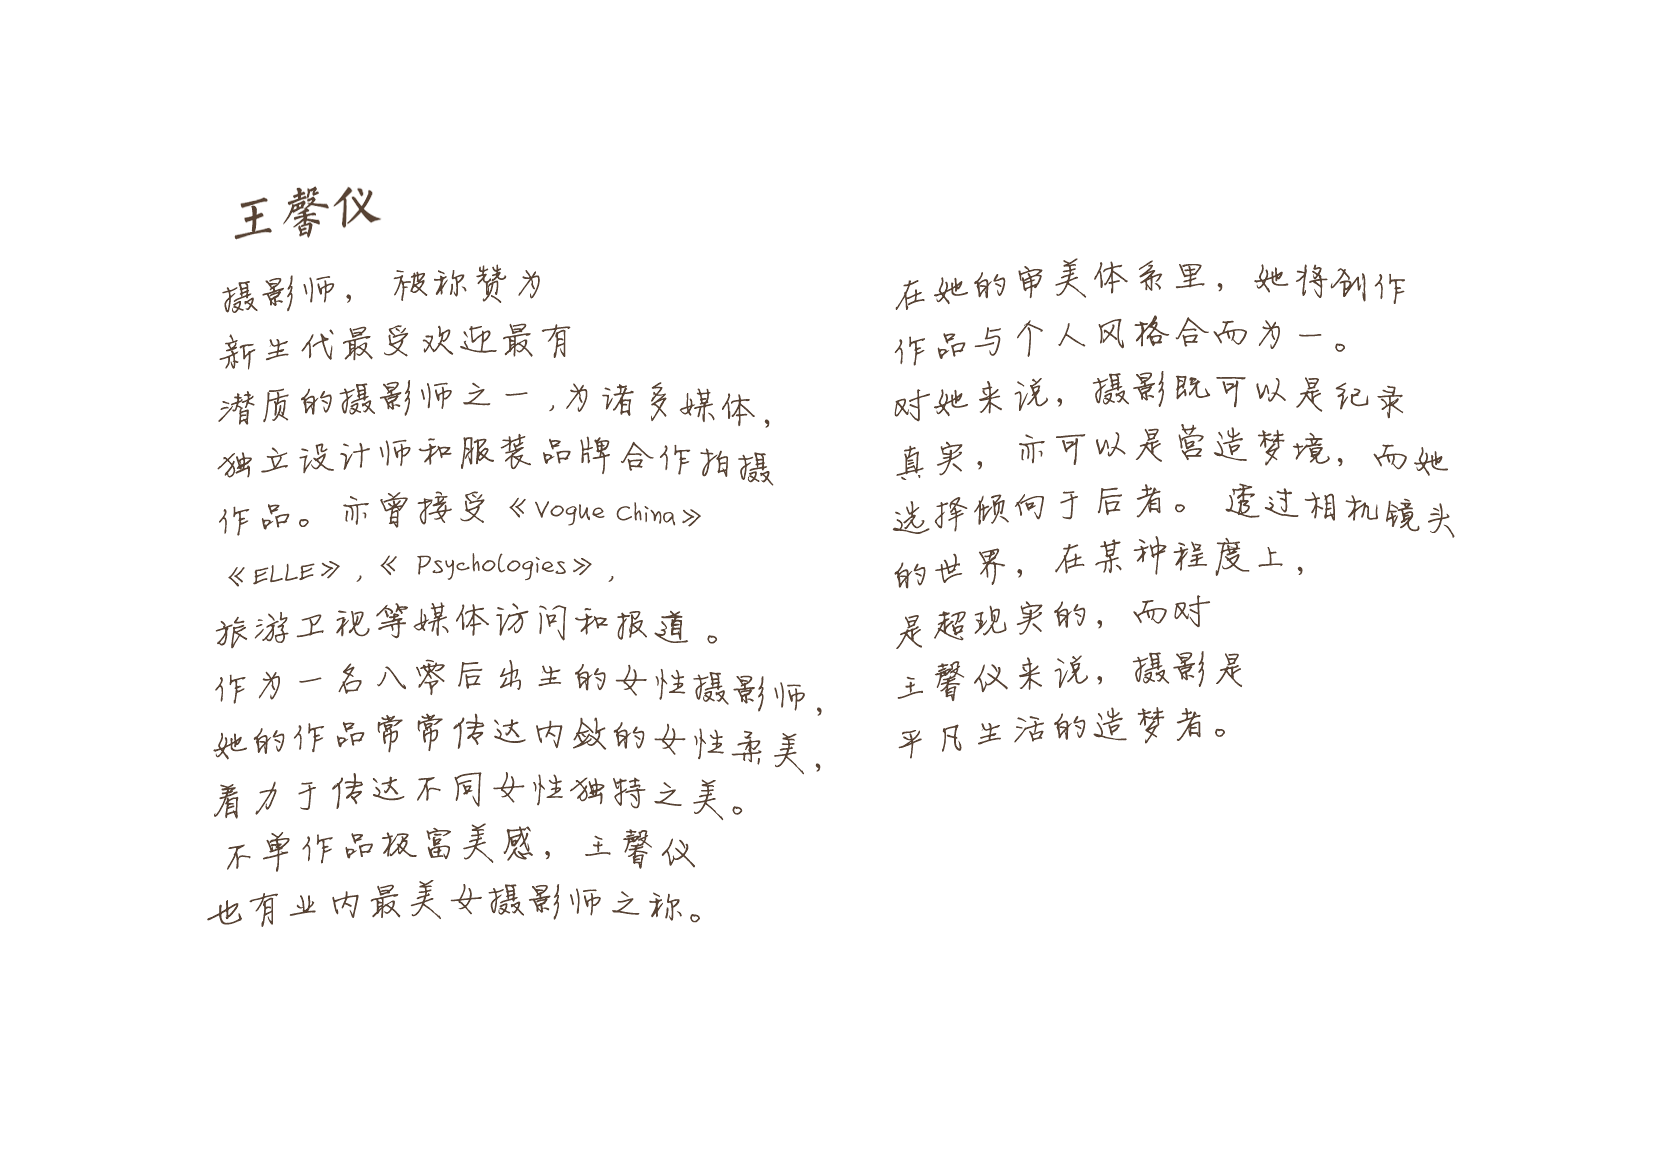 王馨仪
摄影师， 被称赞为
新生代最受欢迎最有
潜质的摄影师之一，为诸多媒体，
独立设计师和服装品牌合作拍摄
作品。亦曾接受《Vogue China》
《ELLE》，《 Psychologies》，
旅游卫视等媒体访问和报道 。
作为一名八零后出生的女性摄影师，
她的作品常常传达内敛的女性柔美，
着力于传达不同女性独特之美。
不单作品极富美感， 王馨仪
也有业内最美女摄影师之称。
在她的审美体系里，她将创作
作品与个人风格合而为一。
对她来说，摄影既可以是纪录
真实，亦可以是营造梦境，而她
选择倾向于后者。 透过相机镜头
的世界，在某种程度上，
是超现实的，而对
王馨仪来说，摄影是
平凡生活的造梦者。